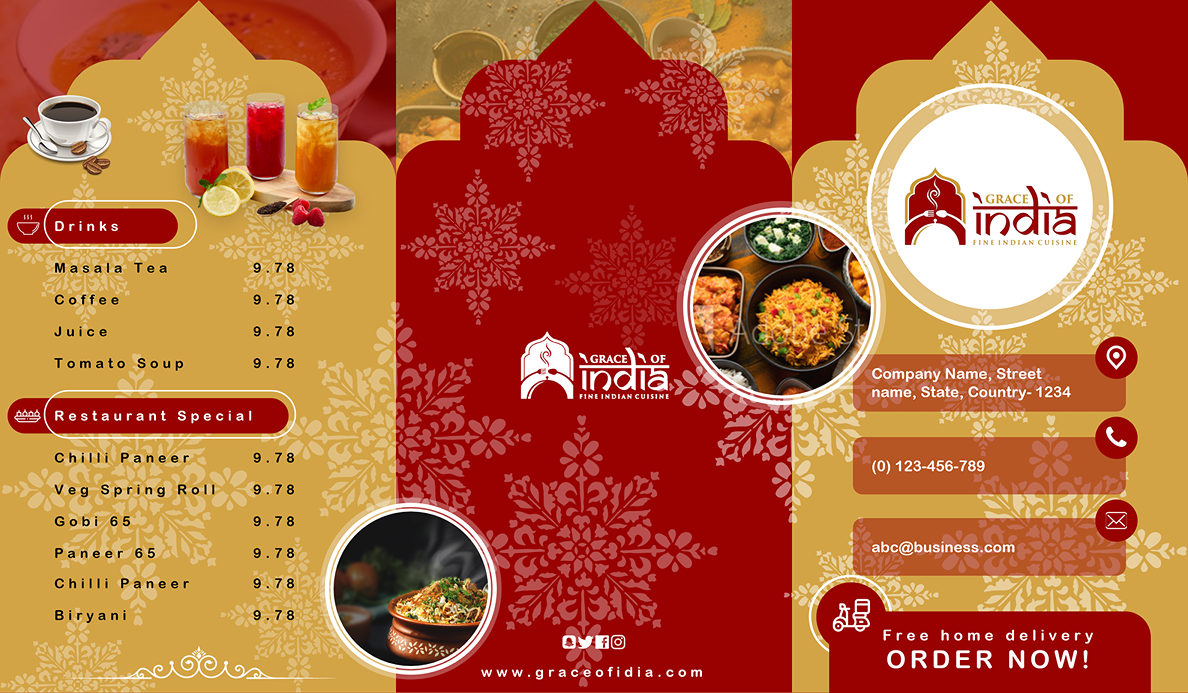 Drinks
Masala Tea 9.78
Coffee 9.78
Juice 9.78
Tomato Soup 9.78
Restaurant Special
Chilli Paneer 9.78
Veg Spring Roll 9.78
Gobi 65 9.78
Paneer 65 9.78
Chilli Paneer 9.78
Biryani 9.78
GRACE OF
india
FINE INDIAN CUISINE
www.graceofidia.com
GRACE OF
india
FINE INDIAN CUISINE
Company Name, Street
name, State, Country- 1234
(0) 123-456-789
abc@business.com
Free home delivery
ORDER NOW!